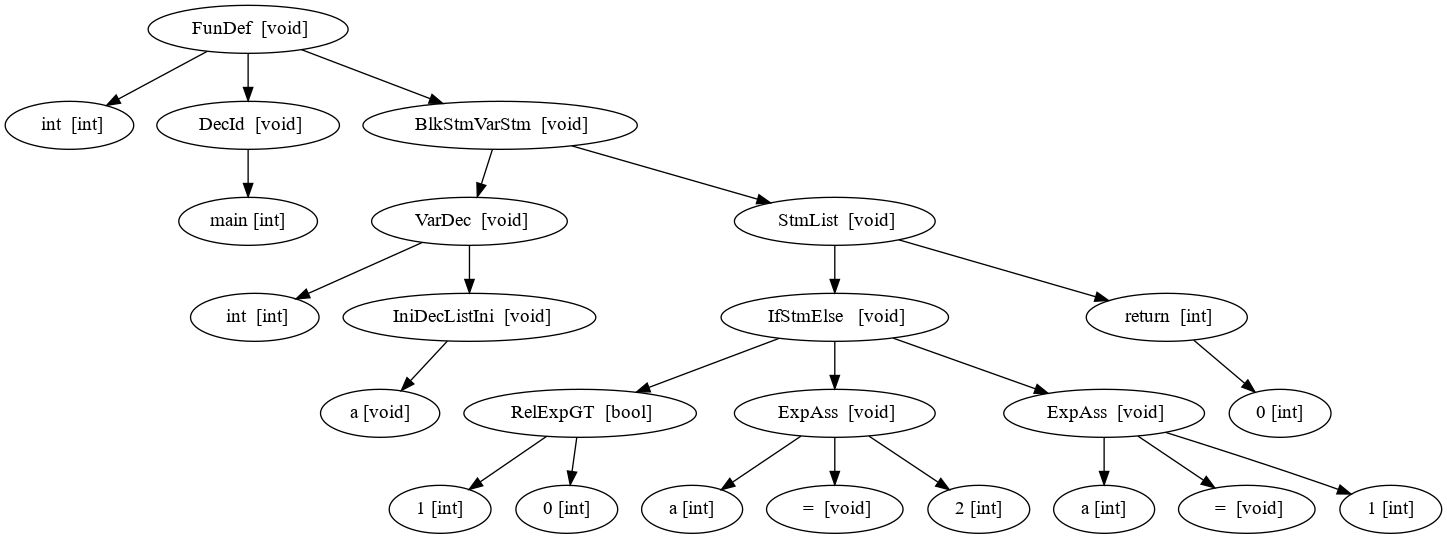 FunDef [void]
int [int]
DecId [void]
BlkStmVarStm [void]
main [int]
VarDec [void]
StmList [void]
int [int]
IniDecListIni [void]
IfStmElse [void]
return [int]
a [void]
RelExpGT [bool]
ExpAss [void]
ExpAss [void]
0 [int]
1 [int]
0 [int]
a [int]
= [void]
2 [int]
a [int]
= [void]
1 [int]